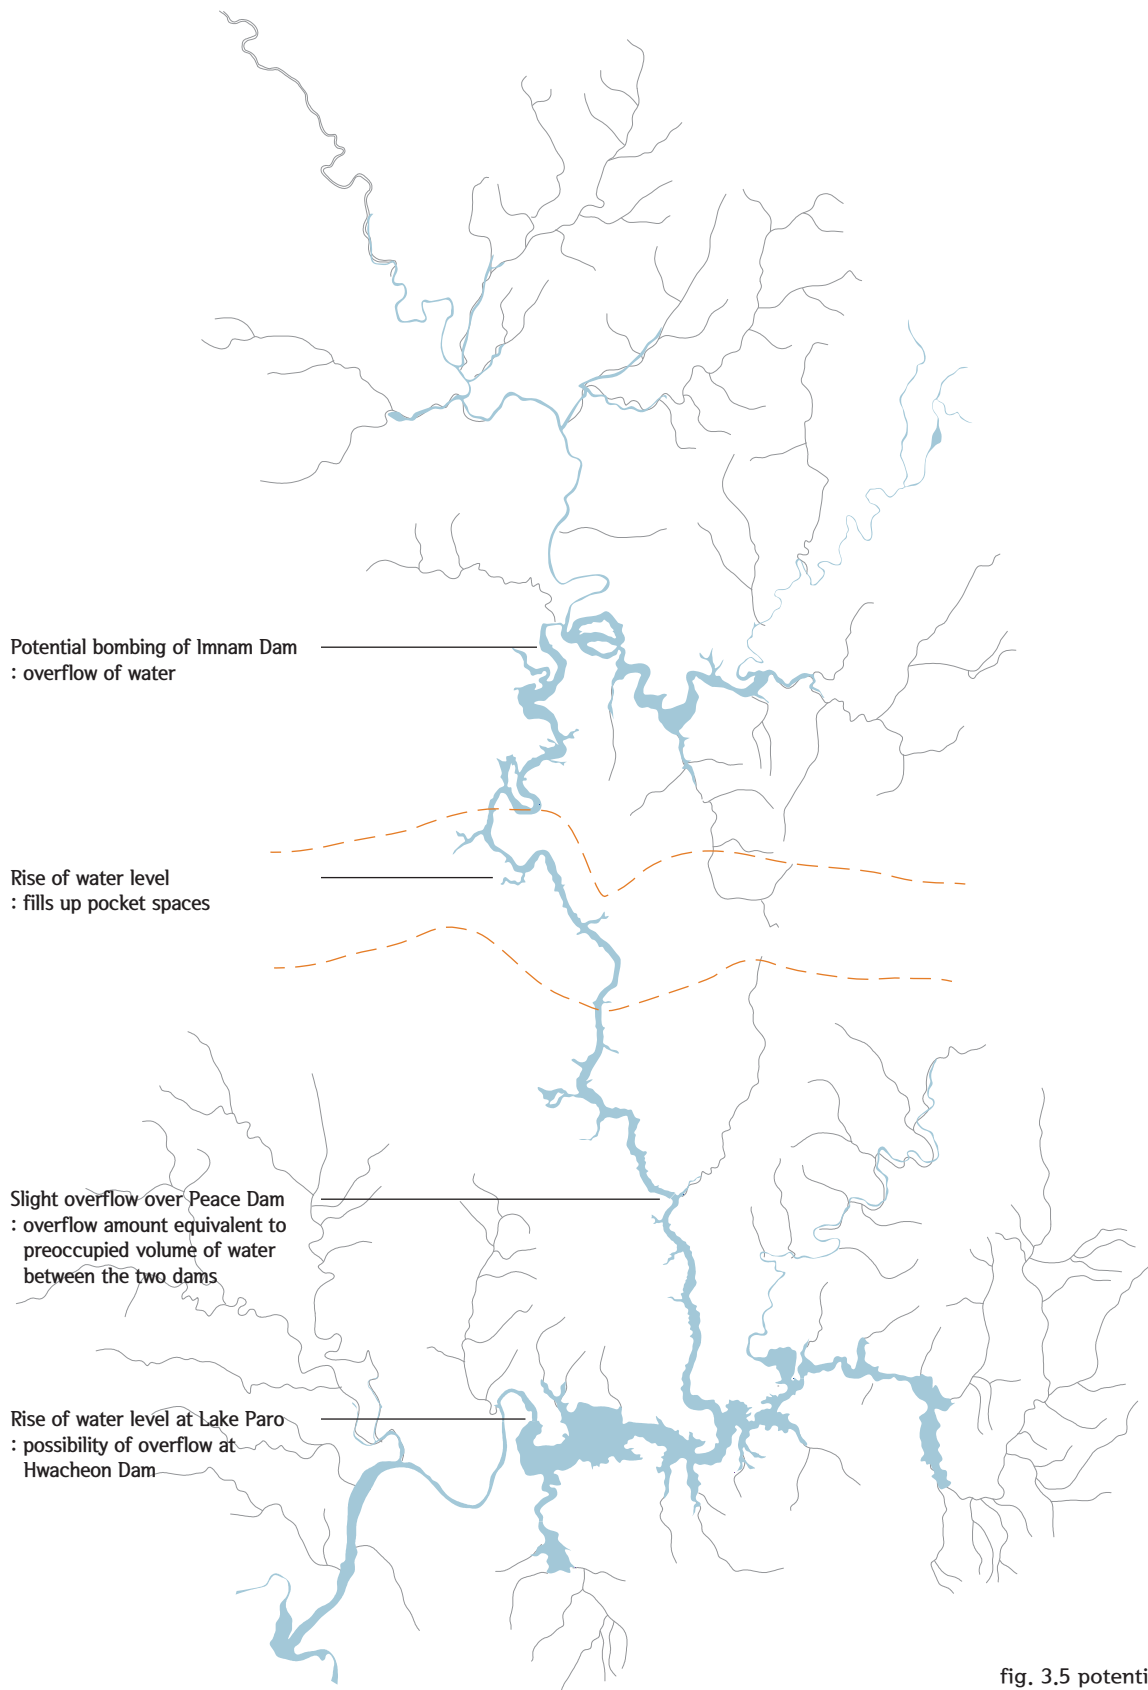 Potential bombing of Imnam Dam
: overflow of water
Rise of water level
: fills up pocket spaces
Slight overflow over Peace Dam
: overflow amount equivalent to
preoccupied volume of water
between the two dams
Rise of water level at Lake Paro
: possibility of overflow at
Hwacheon Dam
fig. 3.5 potenti